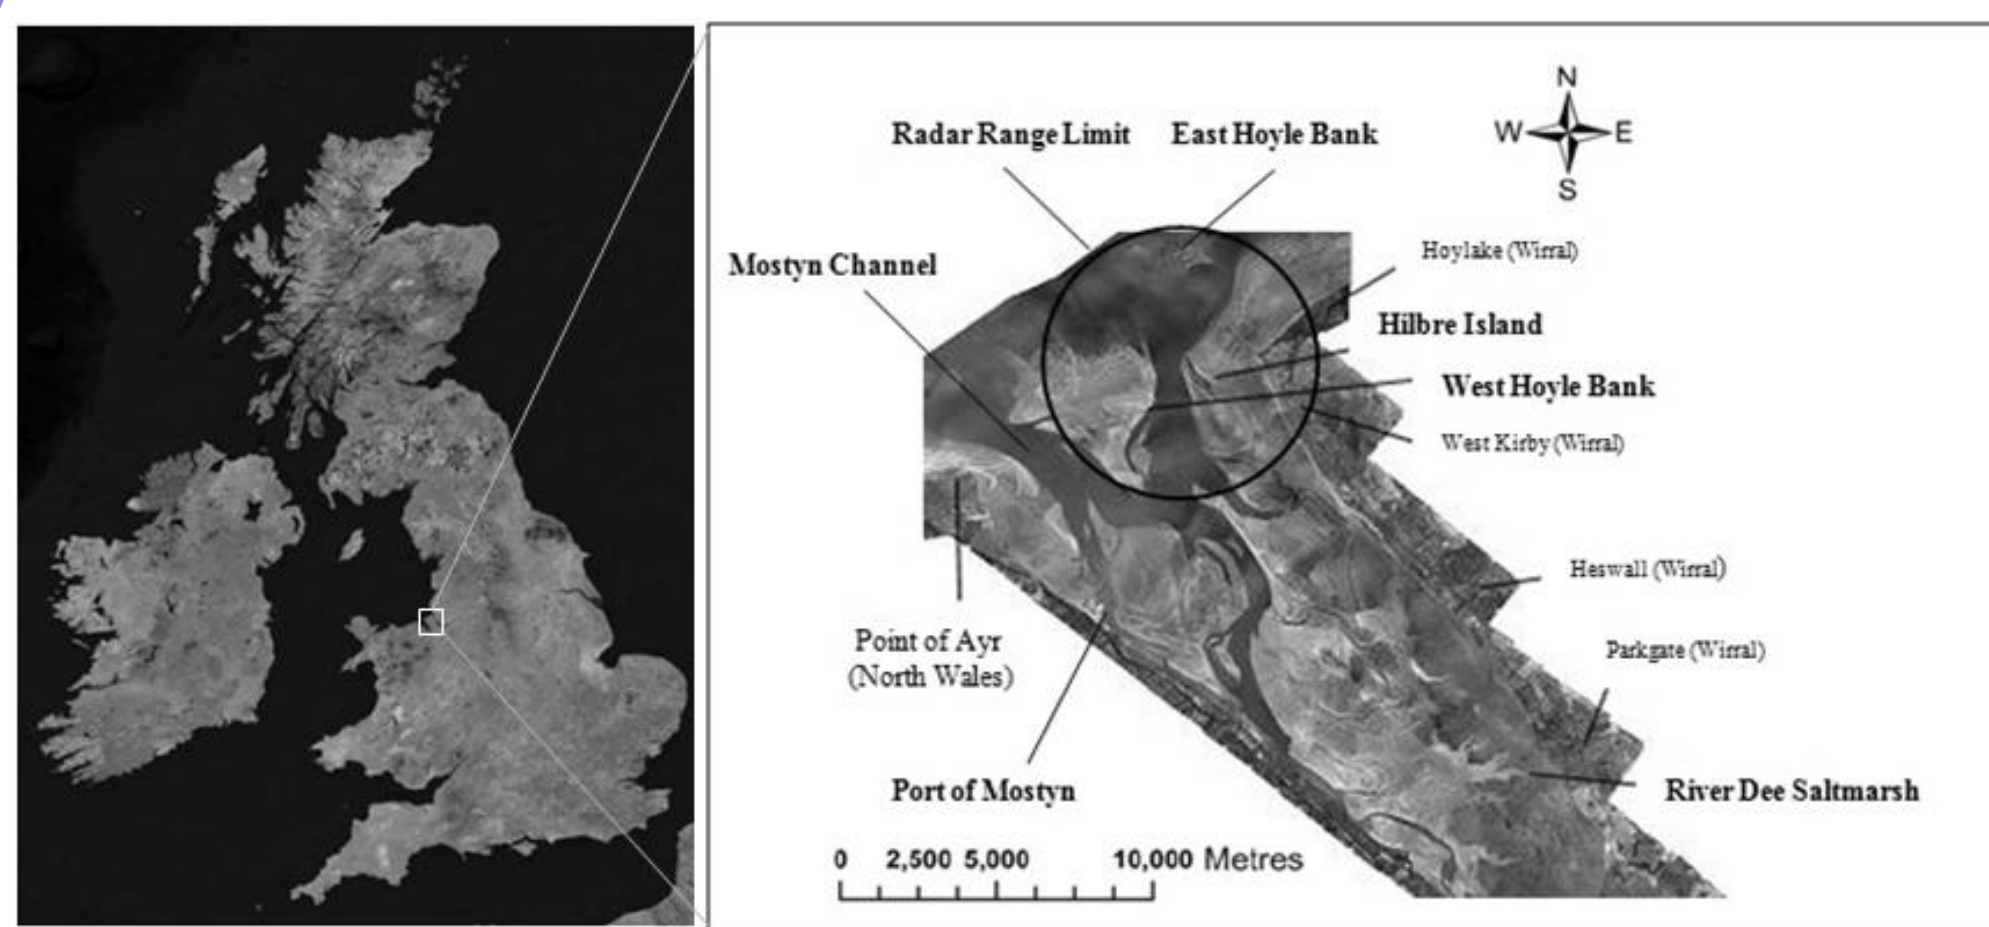 N
W E
S
Radar Range Limit
East Hoyle Bank
Hoylake (Wirral)
Mostyn Channel
Hilbre Island
West Hoyle Bank
West Kirby (Wirral)
Heswall (Wirral)
Point of Ayr
(North Wales)
Parkgate (Wirral)
Port of Mostyn
River Dee Saltmarsh
0 2,500 5,000 10,000 Metres